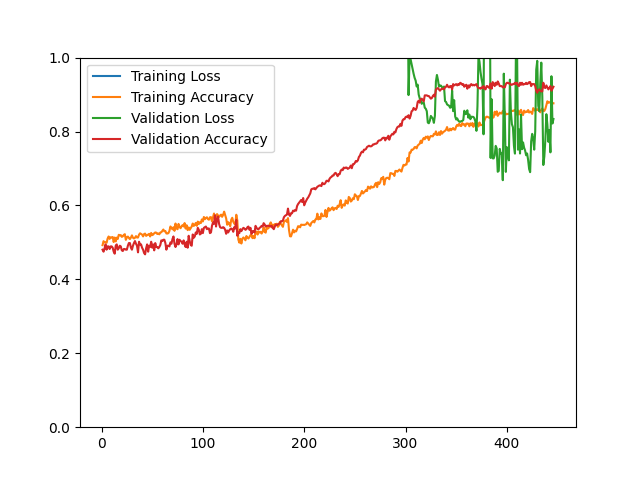 Training Loss
Training Accuracy
Validation Loss
Validation Accuracy
1.0
0.8
0.6
0.4
0.2
0.0
0 100 200 300 400